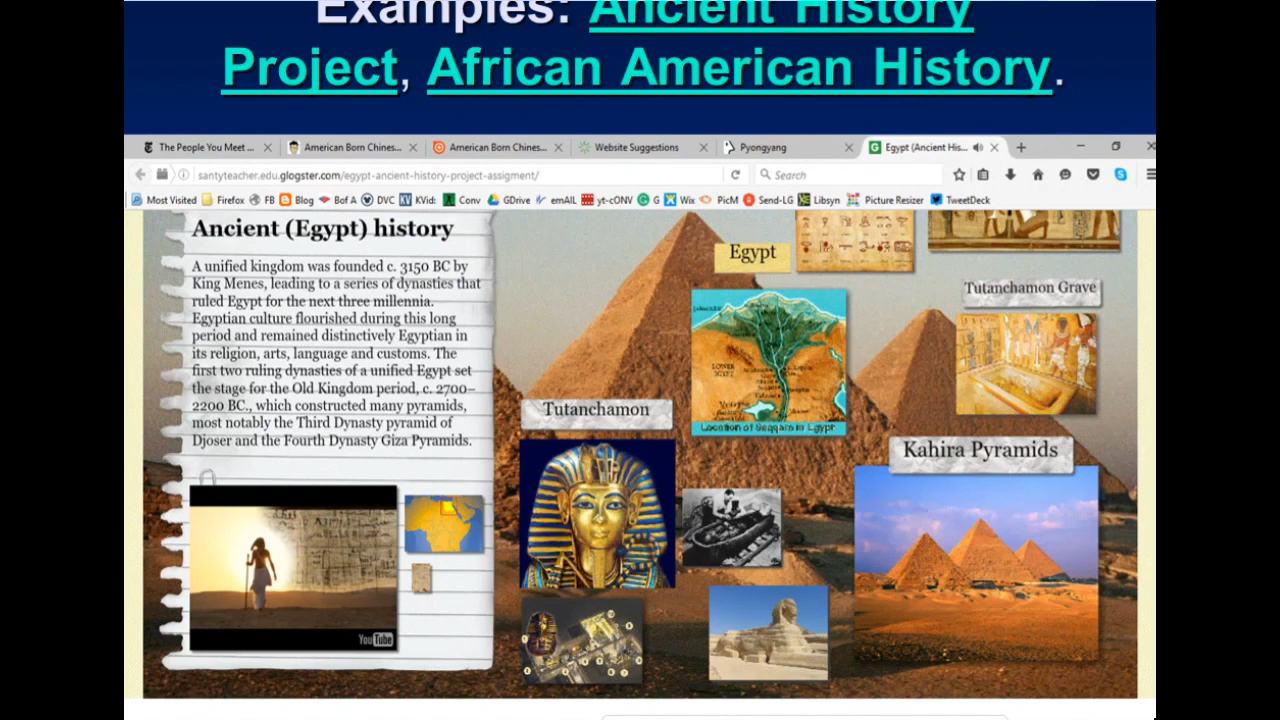 Examples: Ancient History
Project, African American History.
The People You Meet ...
American Born Chines...
American Born Chines...
Website Suggestions
Pyongyang
Egypt (Ancient His...
santyteacher.edu.glogster.com/egypt-ancient-history-project-assigment/
Search
Most Visited Firefox FB Blog Bof A DVC KVid: Conv GDrive emAIL yt-cONV G Wix PicM Send-LG Libsyn Picture Resizer TweetDeck
Ancient (Egypt) history
A unified kingdom was founded c. 3150 BC by
King Menes, leading to a series of dynasties that
ruled Egypt for the next three millennia.
Egyptian culture flourished during this long
period and remained distinctively Egyptian in
its religion, arts, language and customs. The
first two ruling dynasties of a unified Egypt set
the stage for the Old Kingdom period, c. 2700–
2200 BC., which constructed many pyramids,
most notably the Third Dynasty pyramid of
Djoser and the Fourth Dynasty Giza Pyramids.
YouTube
Egypt
LOWER
Location of Saqqara in Egypt
Tutanchamon
Tutanchamon Grave
Kahira Pyramids